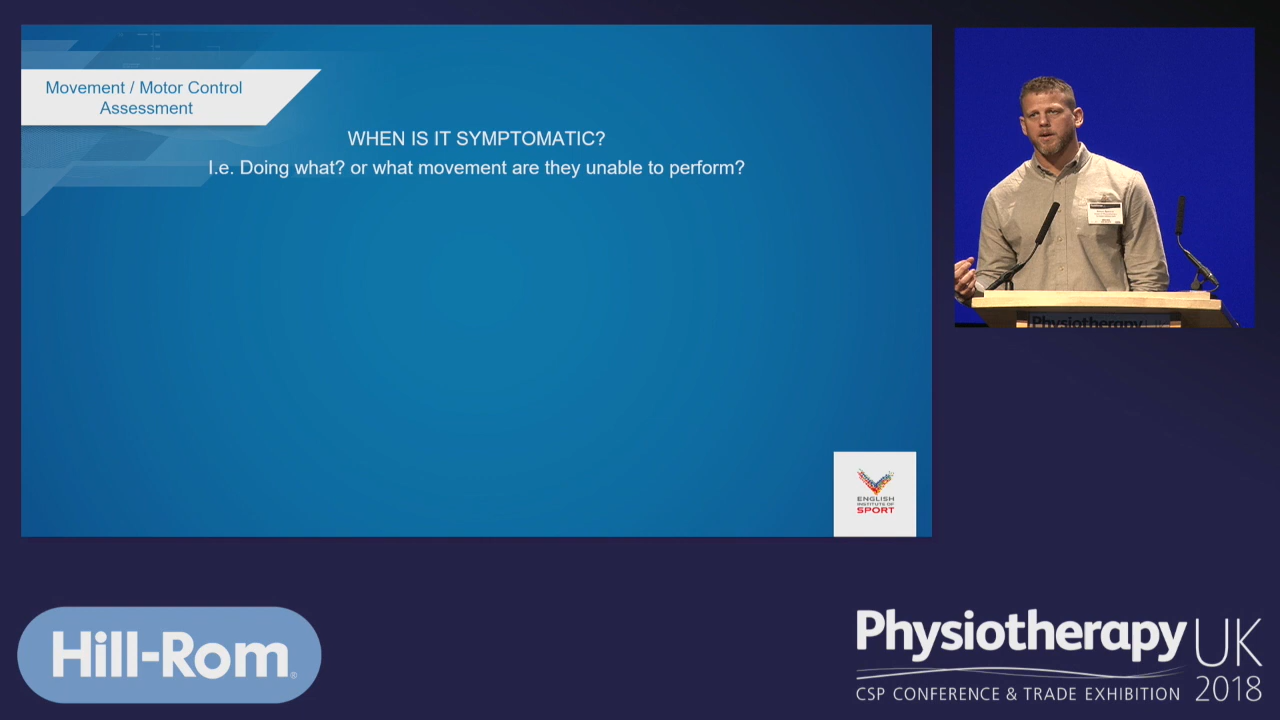 Movement / Motor Control
Assessment
WHEN IS IT SYMPTOMATIC?
I.e. Doing what? or what movement are they unable to perform?
ENGLISH
INSTITUTE OF
SPORT
Physiotherapy
Hill-Rom®
Physiotherapy UK
CSP CONFERENCE & TRADE EXHIBITION 2018